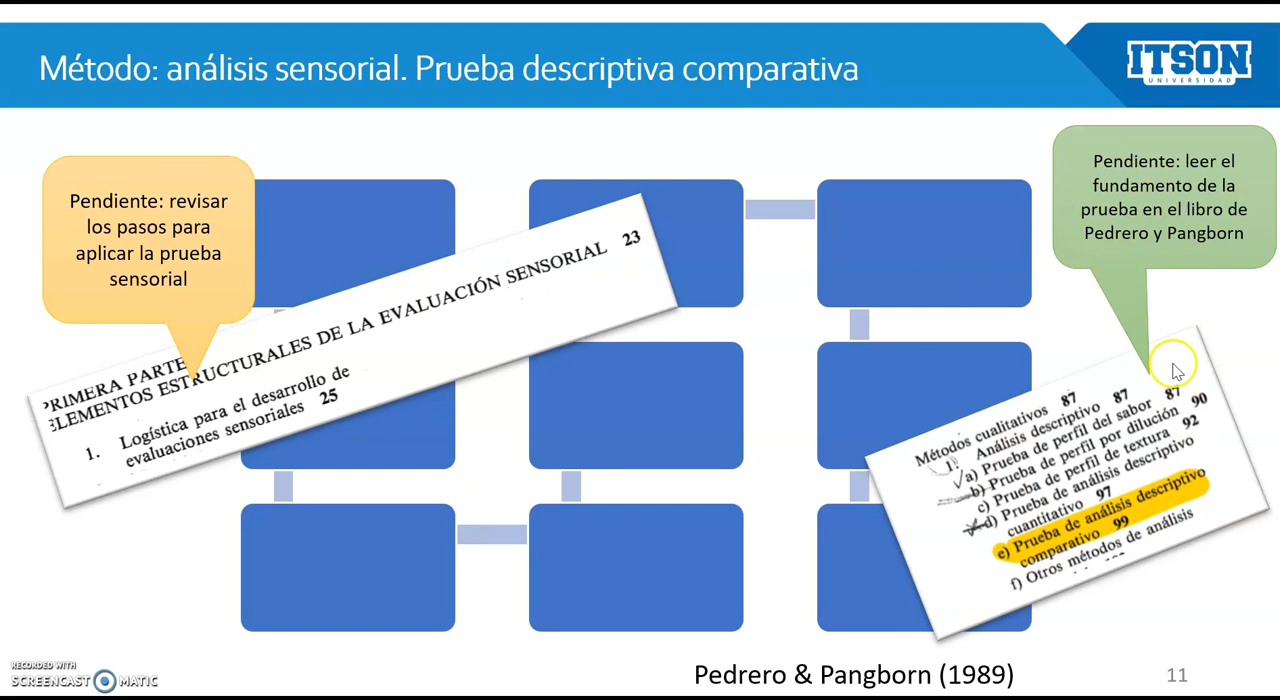 Método: análisis sensorial. Prueba descriptiva comparativa
ITSON
UNIVERSIDAD
Pendiente: revisar
los pasos para
aplicar la prueba
sensorial
Pendiente: leer el
fundamento de la
prueba en el libro de
Pedrero y Pangborn
PRIMERA PARTE
ELEMENTOS ESTRUCTURALES DE LA EVALUACIÓN SENSORIAL 23
1. Logística para el desarrollo de
evaluaciones sensoriales 25
Métodos cualitativos 87
1. Análisis descriptivo 87
a) Prueba de perfil del sabor 87
b) Prueba de perfil por dilución 90
c) Prueba de perfil de textura 92
d) Prueba de análisis descriptivo
cuantitativo 97
e) Prueba de análisis descriptivo
comparativo 99
f) Otros métodos de análisis
Pedrero & Pangborn (1989)
11
RECORDED WITH
SCREENCAST MATIC